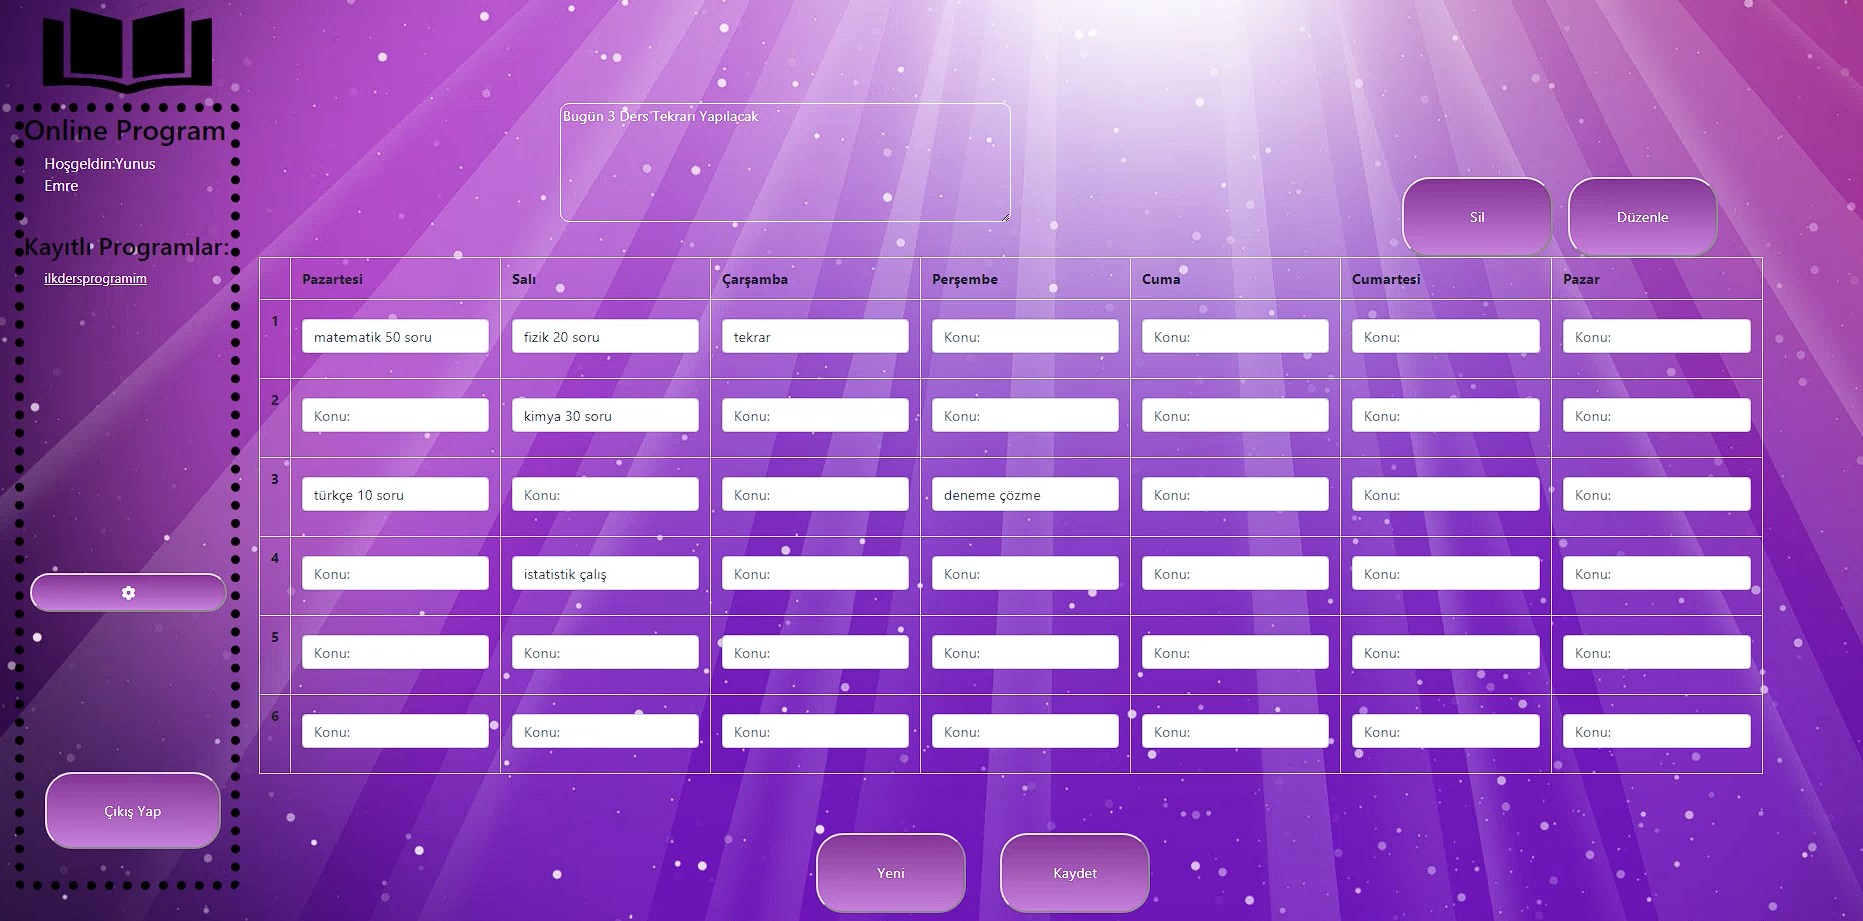 Online Program
Hoşgeldin:Yunus
Emre
Kayıtlı Programlar:
ilkdersprogramim
Çıkış Yap
Bugün 3 Ders Tekrarı Yapılacak
Sil Düzenle
Pazartesi Salı Çarşamba Perşembe Cuma Cumartesi Pazar
1 matematik 50 soru fizik 20 soru tekrar Konu: Konu: Konu: Konu:
2 Konu: kimya 30 soru Konu: Konu: Konu: Konu: Konu:
3 türkçe 10 soru Konu: Konu: deneme çözme Konu: Konu: Konu:
4 Konu: istatistik çalış Konu: Konu: Konu: Konu: Konu:
5 Konu: Konu: Konu: Konu: Konu: Konu: Konu:
6 Konu: Konu: Konu: Konu: Konu: Konu: Konu:
Yeni Kaydet